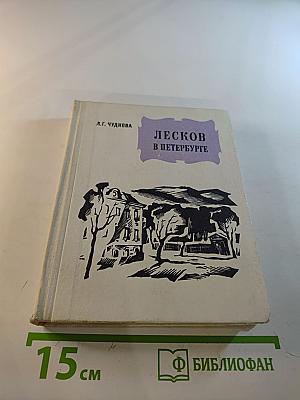 Л.Г. ЧУДНОВА
ЛЕСКОВ
В ПЕТЕРБУРГЕ
15 см
Ф БИБЛИОФАН